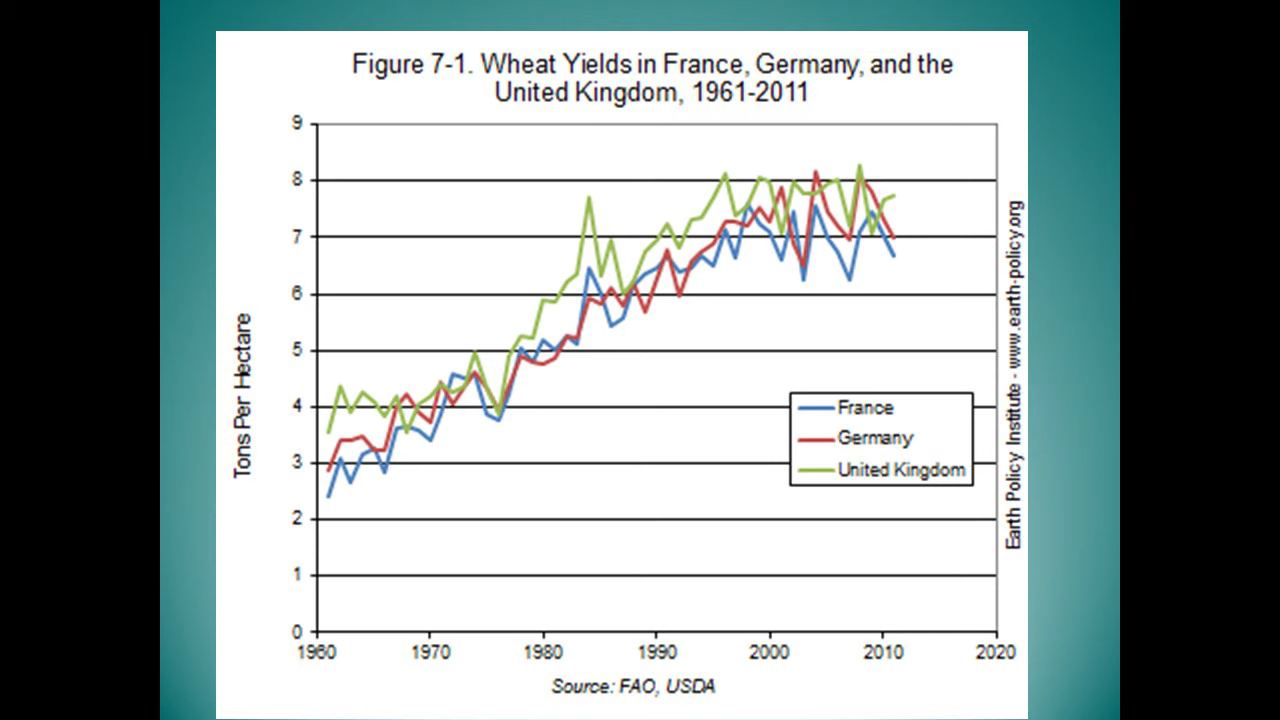 Figure 7-1. Wheat Yields in France, Germany, and the
United Kingdom, 1961-2011
9
8
7
6
5
4
3
2
1
0
Tons Per Hectare
1960 1970 1980 1990 2000 2010 2020
France
Germany
United Kingdom
Earth Policy Institute - www.earth-policy.org
Source: FAO, USDA